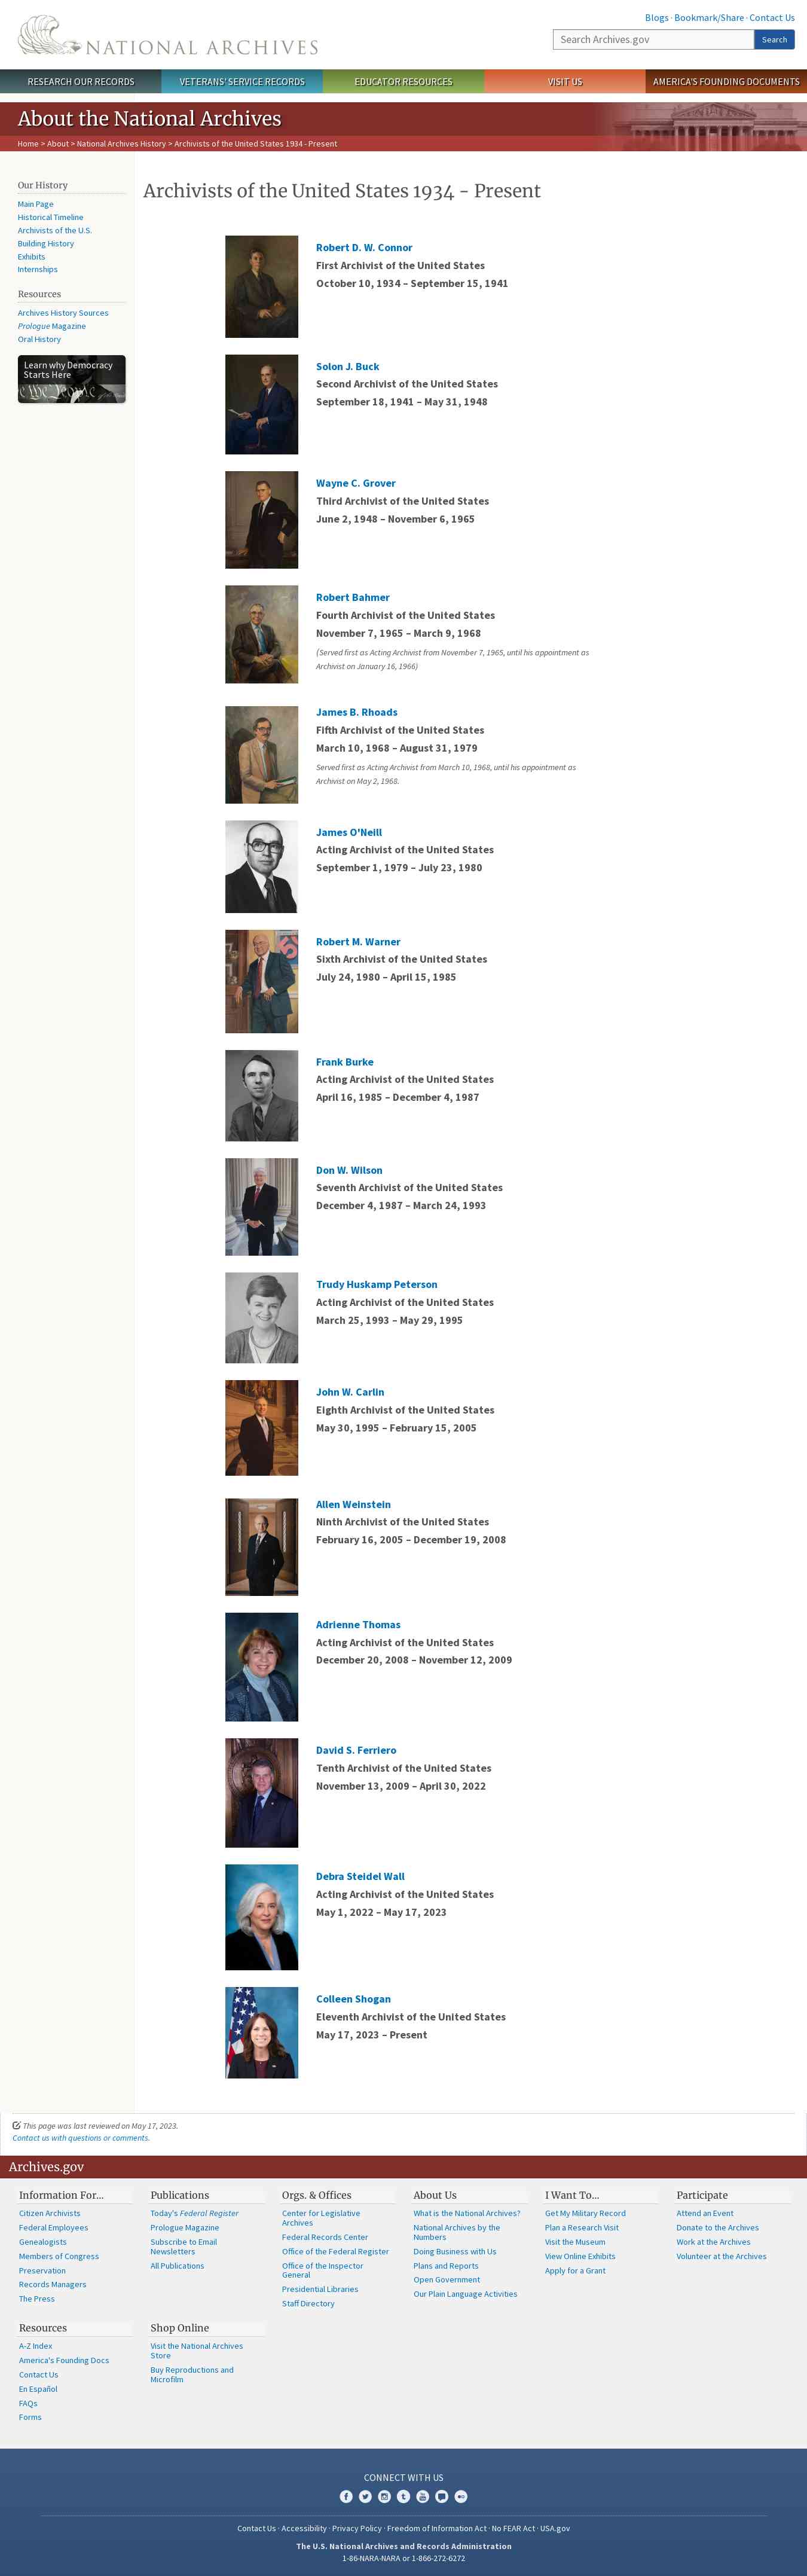 Blogs · Bookmark/Share · Contact Us
NATIONAL ARCHIVES
Search Archives.gov
Search
RESEARCH OUR RECORDS
VETERANS' SERVICE RECORDS
EDUCATOR RESOURCES
VISIT US
AMERICA'S FOUNDING DOCUMENTS
About the National Archives
Home > About > National Archives History > Archivists of the United States 1934 - Present
Our History
Main Page
Historical Timeline
Archivists of the U.S.
Building History
Exhibits
Internships
Resources
Archives History Sources
Prologue Magazine
Oral History
Learn why Democracy
Starts Here
Archivists of the United States 1934 - Present
Robert D. W. Connor
First Archivist of the United States
October 10, 1934 – September 15, 1941
Solon J. Buck
Second Archivist of the United States
September 18, 1941 – May 31, 1948
Wayne C. Grover
Third Archivist of the United States
June 2, 1948 – November 6, 1965
Robert Bahmer
Fourth Archivist of the United States
November 7, 1965 – March 9, 1968
(Served first as Acting Archivist from November 7, 1965, until his appointment as
Archivist on January 16, 1966)
James B. Rhoads
Fifth Archivist of the United States
March 10, 1968 – August 31, 1979
Served first as Acting Archivist from March 10, 1968, until his appointment as
Archivist on May 2, 1968.
James O'Neill
Acting Archivist of the United States
September 1, 1979 – July 23, 1980
Robert M. Warner
Sixth Archivist of the United States
July 24, 1980 – April 15, 1985
Frank Burke
Acting Archivist of the United States
April 16, 1985 – December 4, 1987
Don W. Wilson
Seventh Archivist of the United States
December 4, 1987 – March 24, 1993
Trudy Huskamp Peterson
Acting Archivist of the United States
March 25, 1993 – May 29, 1995
John W. Carlin
Eighth Archivist of the United States
May 30, 1995 – February 15, 2005
Allen Weinstein
Ninth Archivist of the United States
February 16, 2005 – December 19, 2008
Adrienne Thomas
Acting Archivist of the United States
December 20, 2008 – November 12, 2009
David S. Ferriero
Tenth Archivist of the United States
November 13, 2009 – April 30, 2022
Debra Steidel Wall
Acting Archivist of the United States
May 1, 2022 – May 17, 2023
Colleen Shogan
Eleventh Archivist of the United States
May 17, 2023 – Present
This page was last reviewed on May 17, 2023.
Contact us with questions or comments.
Archives.gov
Information For…
Citizen Archivists
Federal Employees
Genealogists
Members of Congress
Preservation
Records Managers
The Press
Publications
Today's Federal Register
Prologue Magazine
Subscribe to Email
Newsletters
All Publications
Orgs. & Offices
Center for Legislative
Archives
Federal Records Center
Office of the Federal Register
Office of the Inspector
General
Presidential Libraries
Staff Directory
About Us
What is the National Archives?
National Archives by the
Numbers
Doing Business with Us
Plans and Reports
Open Government
Our Plain Language Activities
I Want To…
Get My Military Record
Plan a Research Visit
Visit the Museum
View Online Exhibits
Apply for a Grant
Participate
Attend an Event
Donate to the Archives
Work at the Archives
Volunteer at the Archives
Resources
A-Z Index
America's Founding Docs
Contact Us
En Español
FAQs
Forms
Shop Online
Visit the National Archives
Store
Buy Reproductions and
Microfilm
CONNECT WITH US
Contact Us · Accessibility · Privacy Policy · Freedom of Information Act · No FEAR Act · USA.gov
The U.S. National Archives and Records Administration
1-86-NARA-NARA or 1-866-272-6272